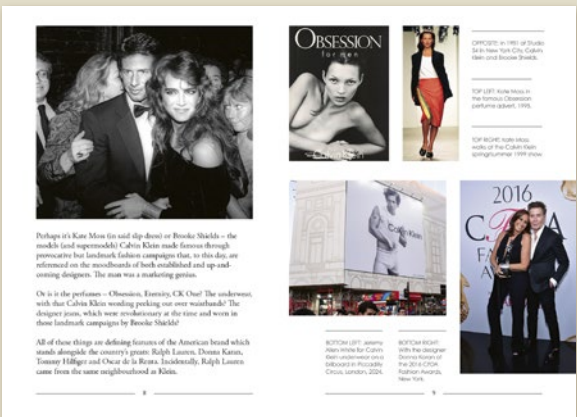 Perhaps it's Kate Moss (in said slip dress) or Brooke Shields – the
models (and supermodels) Calvin Klein made famous through
provocative but landmark fashion campaigns that, to this day, are
referenced on the moodboards of both established and up-and-
coming designers. The man was a marketing genius.
Or is it the perfumes – Obsession, Eternity, CK One? The underwear,
with that Calvin Klein wording peeking out over waistbands? The
designer jeans, which were revolutionary at the time and worn in
those landmark campaigns by Brooke Shields?
All of these things are defining features of the American brand which
stands alongside the country's greats: Ralph Lauren, Donna Karan,
Tommy Hilfiger and Oscar de la Renta. Incidentally, Ralph Lauren
came from the same neighbourhood as Klein.
8
OBSESSION
for men
Calvin Klein
OPPOSITE: In 1981 at Studio
54 in New York City, Calvin
Klein and Brooke Shields.
TOP LEFT: Kate Moss in
the famous Obsession
perfume advert, 1993.
TOP RIGHT: Kate Moss
walks at the Calvin Klein
spring/summer 1999 show.
Calvin Klein
2016
FA
A
BOTTOM LEFT: Jeremy
Allen White for Calvin
Klein underwear on a
billboard in Piccadilly
Circus, London, 2024.
BOTTOM RIGHT:
With the designer
Donna Karan at
the 2016 CFDA
Fashion Awards,
New York.
9